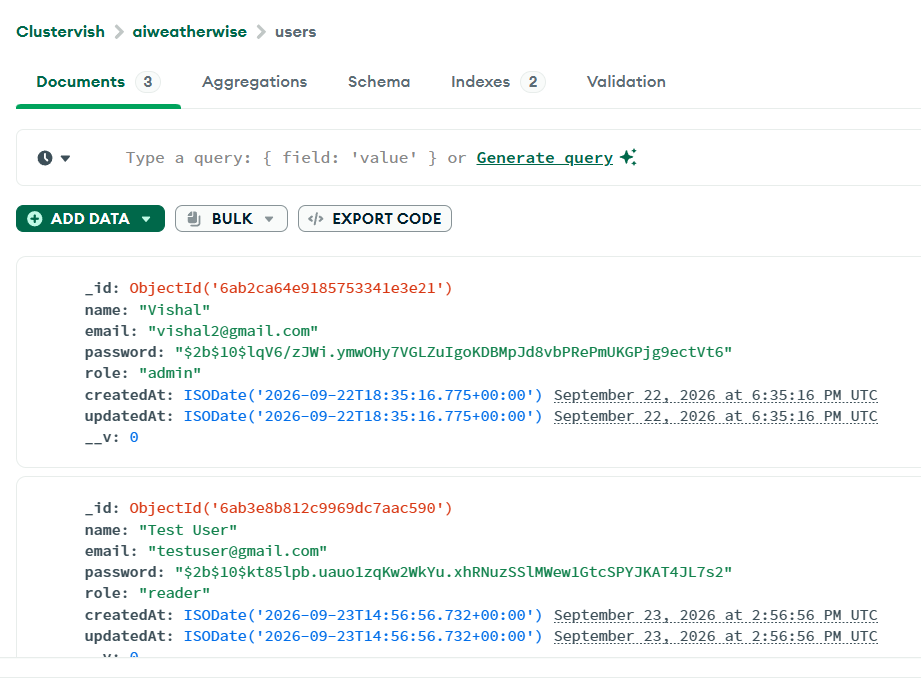 Clustervish > aiweatherwise > users
Documents 3 Aggregations Schema Indexes 2 Validation
Type a query: { field: 'value' } or Generate query
ADD DATA BULK </> EXPORT CODE
_id: ObjectId('6ab2ca64e9185753341e3e21')
name: "Vishal"
email: "vishal2@gmail.com"
password: "$2b$10$lqV6/zJWi.ymwOHy7VGLZuIgoKDBMpJd8vbPRePmUKGPjg9ectVt6"
role: "admin"
createdAt: ISODate('2026-09-22T18:35:16.775+00:00') September 22, 2026 at 6:35:16 PM UTC
updatedAt: ISODate('2026-09-22T18:35:16.775+00:00') September 22, 2026 at 6:35:16 PM UTC
__v: 0
_id: ObjectId('6ab3e8b812c9969dc7aac590')
name: "Test User"
email: "testuser@gmail.com"
password: "$2b$10$kt85lpb.uauo1zqKw2WkYu.xhRNuzSSlMWew1GtcSPYJKAT4JL7s2"
role: "reader"
createdAt: ISODate('2026-09-23T14:56:56.732+00:00') September 23, 2026 at 2:56:56 PM UTC
updatedAt: ISODate('2026-09-23T14:56:56.732+00:00') September 23, 2026 at 2:56:56 PM UTC
__v: 0